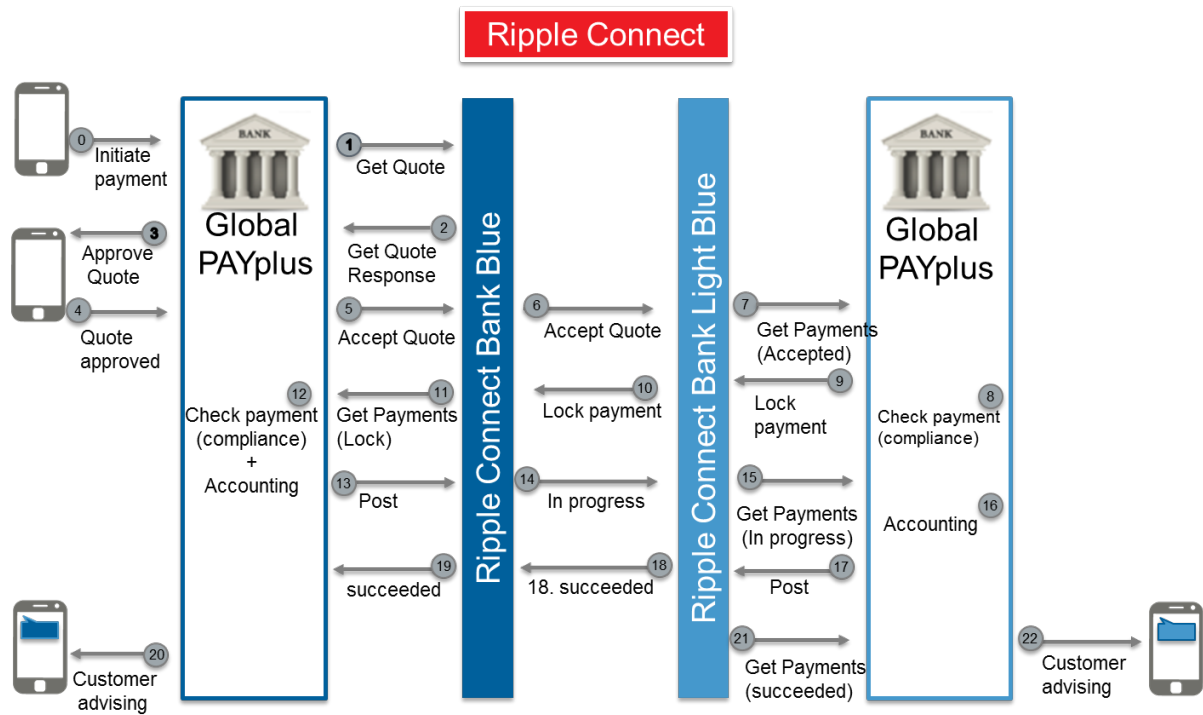 Ripple Connect
0
Initiate
payment
BANK
Global
PAYplus
1
Get Quote
2
Get Quote
Response
3
Approve
Quote
4
Quote
approved
5
Accept Quote
6
Accept Quote
7
Get Payments
(Accepted)
BANK
Global
PAYplus
8
Check payment
(compliance)
9
Lock
payment
10
Lock payment
11
Get Payments
(Lock)
12
Check payment
(compliance)
+
Accounting
13
Post
14
In progress
15
Get Payments
(In progress)
16
Accounting
17
Post
18
18. succeeded
19
succeeded
20
Customer
advising
21
Get Payments
(succeeded)
22
Customer
advising
Ripple Connect Bank Blue
Ripple Connect Bank Light Blue